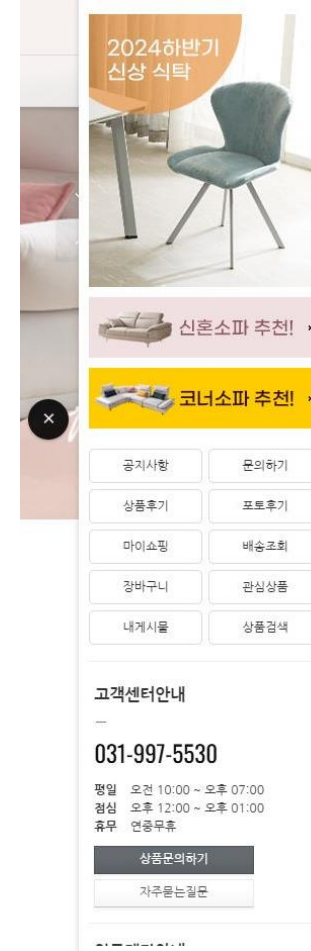 2024하반기
신상 식탁
신혼소파 추천!
코너소파 추천!
공지사항 문의하기
상품후기 포토후기
마이쇼핑 배송조회
장바구니 관심상품
내게시물 상품검색
고객센터안내
031-997-5530
평일 오전 10:00 ~ 오후 07:00
점심 오후 12:00 ~ 오후 01:00
휴무 연중무휴
상품문의하기
자주묻는질문